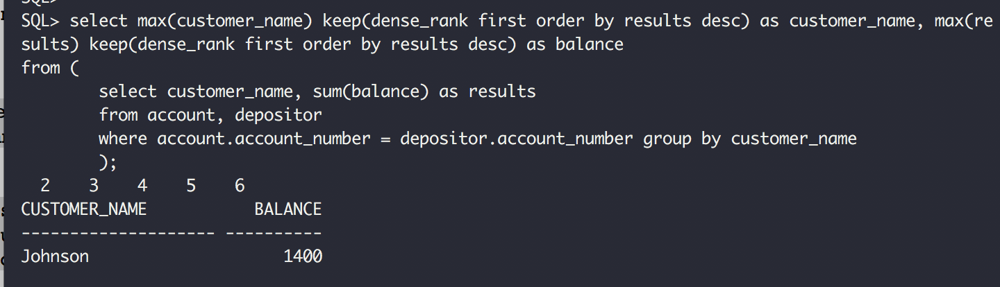 SQL>
SQL> select max(customer_name) keep(dense_rank first order by results desc) as customer_name, max(re
sults) keep(dense_rank first order by results desc) as balance
from (
        select customer_name, sum(balance) as results
        from account, depositor
        where account.account_number = depositor.account_number group by customer_name
        );
  2    3    4    5    6
CUSTOMER_NAME           BALANCE
-------------------- ----------
Johnson                    1400